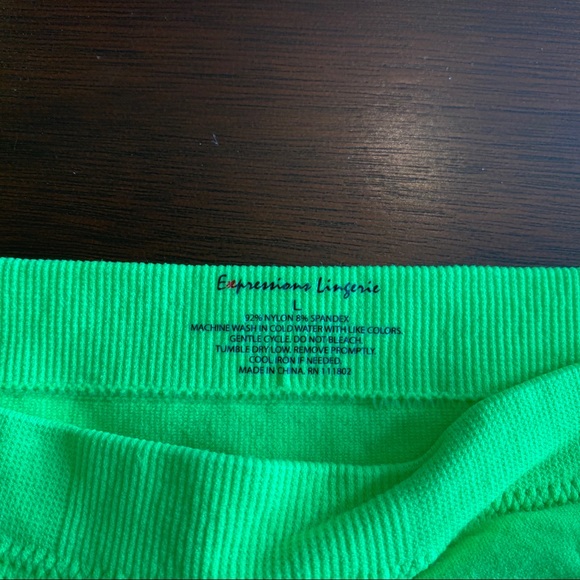 Expressions Lingerie
L
92% NYLON 8% SPANDEX
MACHINE WASH IN COLD WATER WITH LIKE COLORS,
GENTLE CYCLE, DO NOT BLEACH.
TUMBLE DRY LOW, REMOVE PROMPTLY.
COOL IRON IF NEEDED.
MADE IN CHINA. RN 111802